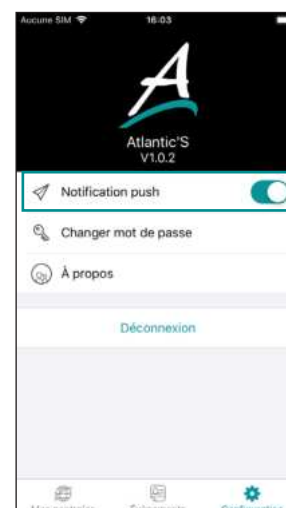 Aucune SIM 16:03
A
Atlantic'S
V1.0.2
Notification push
Changer mot de passe
À propos
Déconnexion